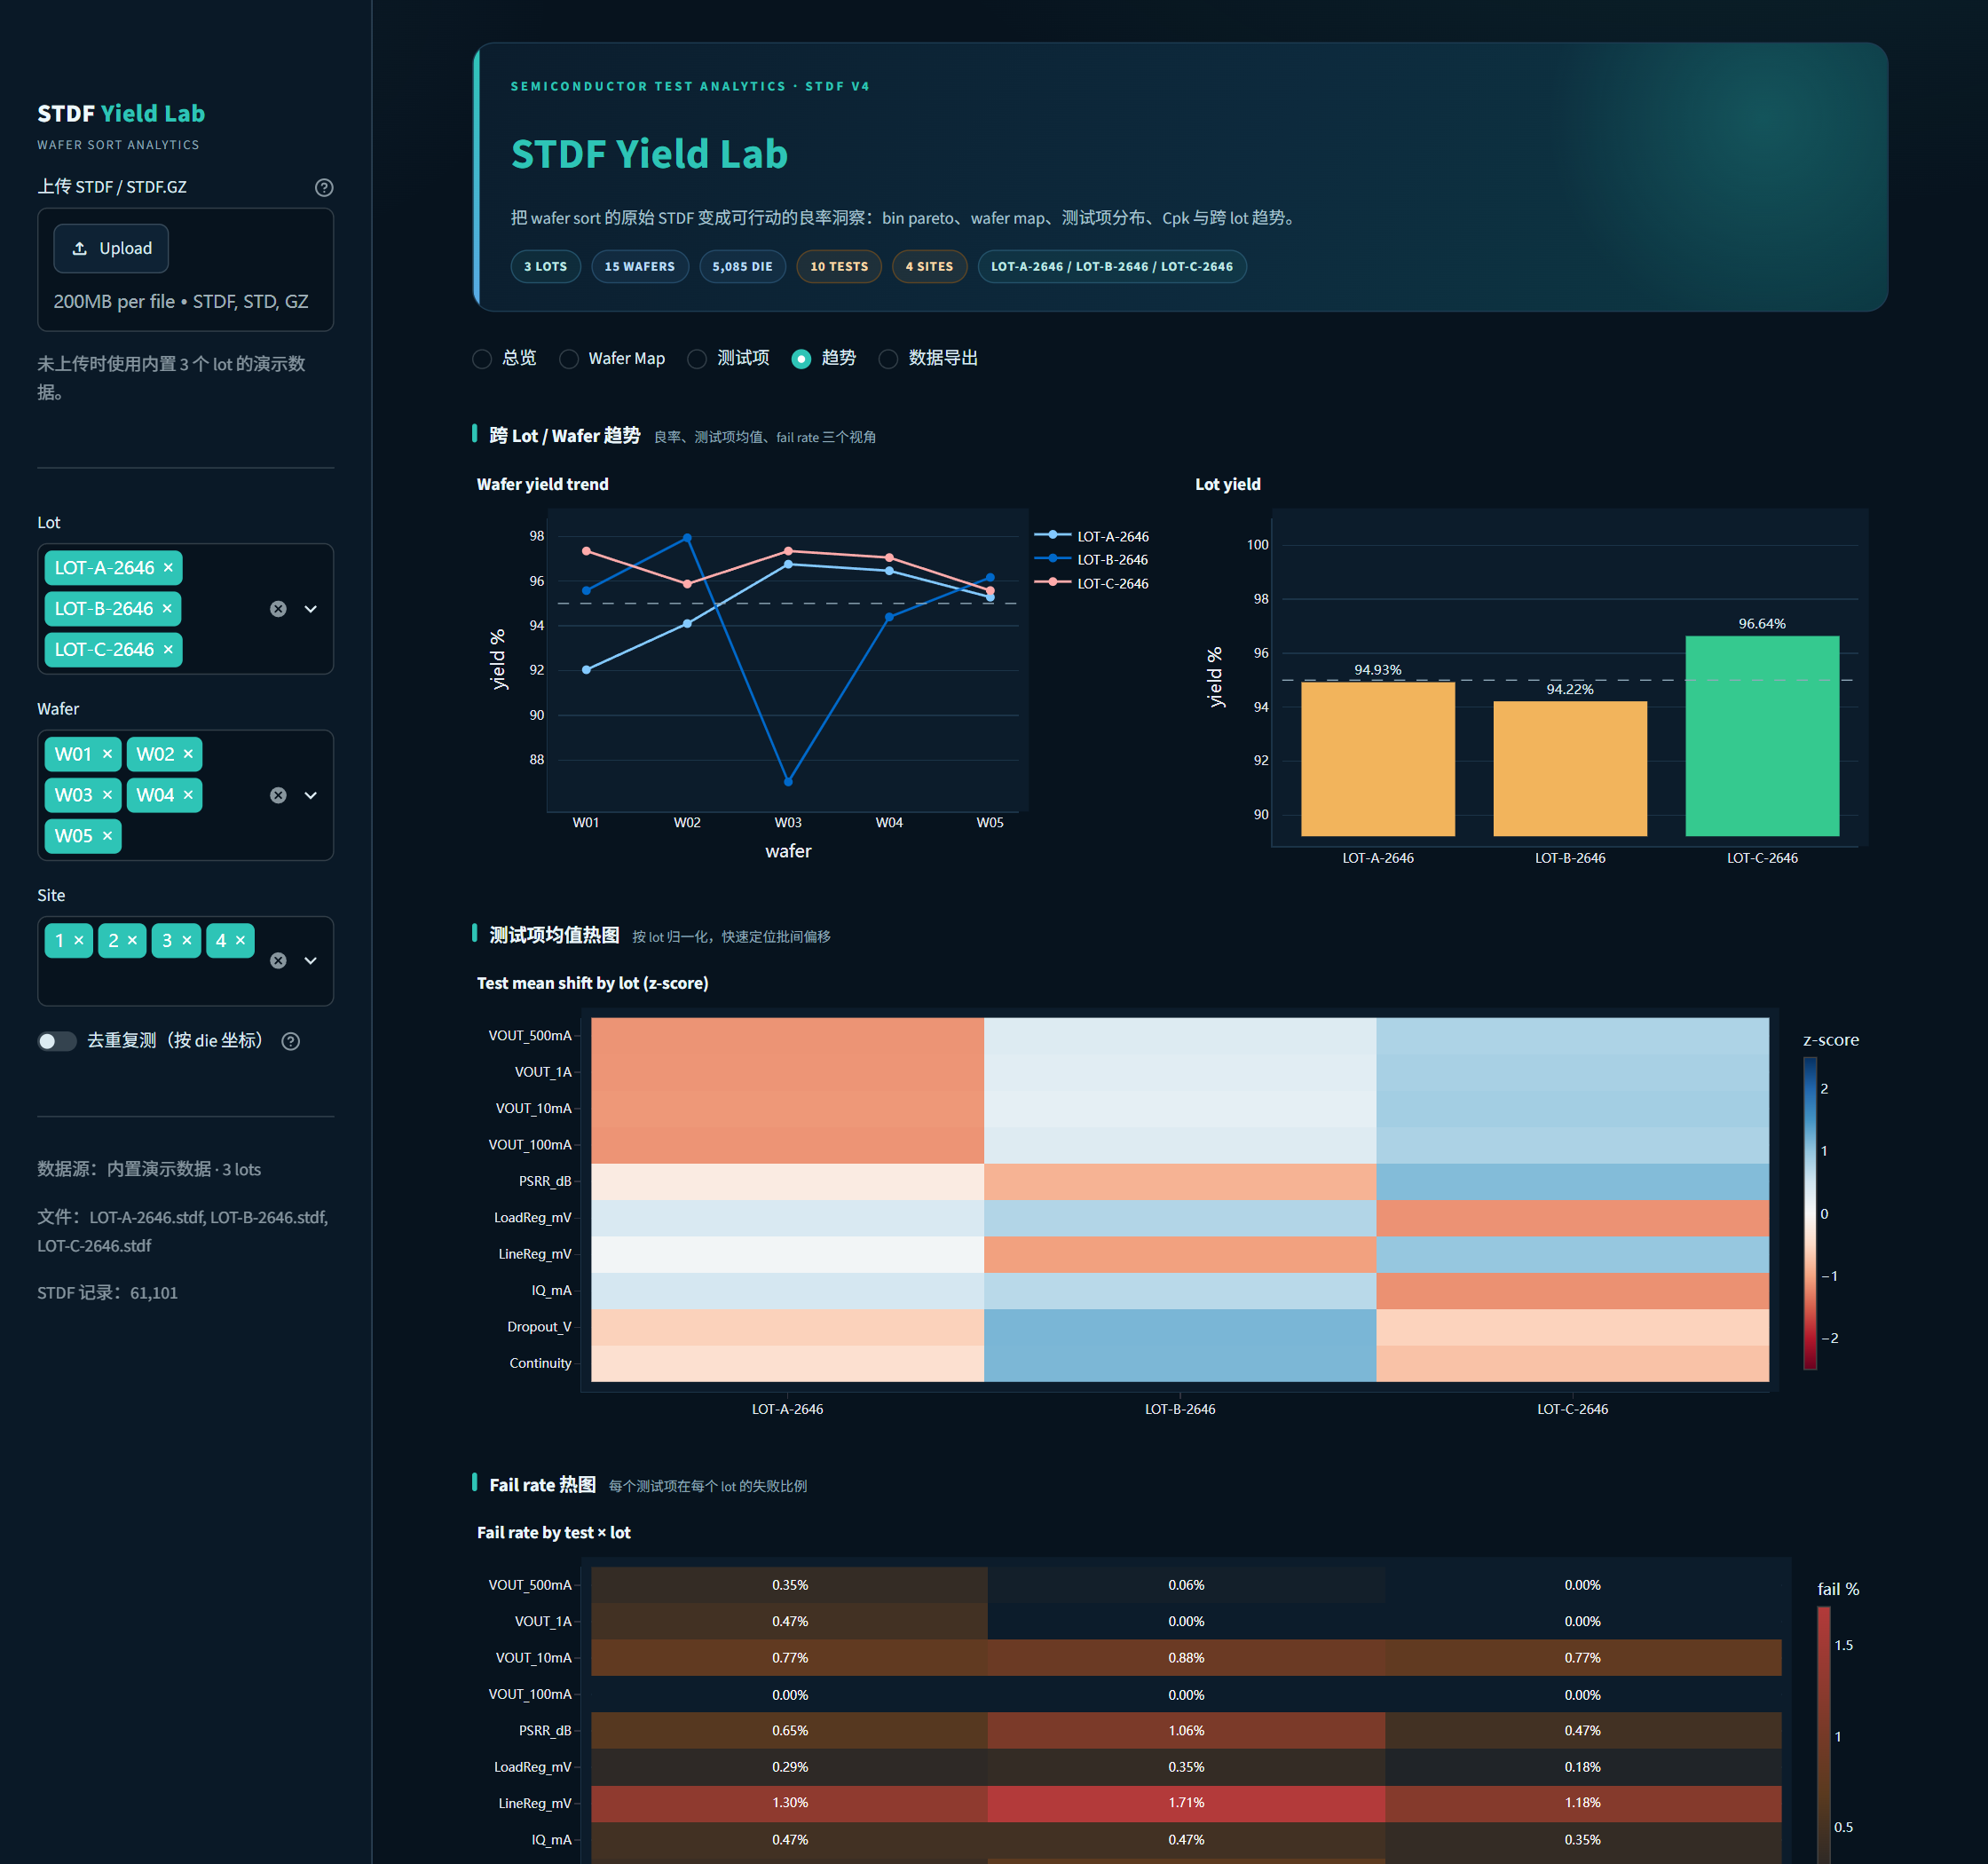 STDF Yield Lab
WAFER SORT ANALYTICS
上传 STDF / STDF.GZ
Upload
200MB per file • STDF, STD, GZ
未上传时使用内置 3 个 lot 的演示数
据。
Lot
LOT-A-2646 ×
LOT-B-2646 ×
LOT-C-2646 ×
Wafer
W01 × W02 ×
W03 × W04 ×
W05 ×
Site
1 × 2 × 3 × 4 ×
去重复测（按 die 坐标）
数据源：内置演示数据 · 3 lots
文件：LOT-A-2646.stdf, LOT-B-2646.stdf,
LOT-C-2646.stdf
STDF 记录：61,101
SEMICONDUCTOR TEST ANALYTICS · STDF V4
STDF Yield Lab
把 wafer sort 的原始 STDF 变成可行动的良率洞察：bin pareto、wafer map、测试项分布、Cpk 与跨 lot 趋势。
3 LOTS 15 WAFERS 5,085 DIE 10 TESTS 4 SITES LOT-A-2646 / LOT-B-2646 / LOT-C-2646
总览 Wafer Map 测试项 趋势 数据导出
跨 Lot / Wafer 趋势 良率、测试项均值、fail rate 三个视角
Wafer yield trend
98
96
94
92
90
88
yield %
W01 W02 W03 W04 W05
wafer
LOT-A-2646
LOT-B-2646
LOT-C-2646
Lot yield
100
98
96
94
92
90
yield %
94.93%
94.22%
96.64%
LOT-A-2646 LOT-B-2646 LOT-C-2646
测试项均值热图 按 lot 归一化，快速定位批间偏移
Test mean shift by lot (z-score)
VOUT_500mA
VOUT_1A
VOUT_10mA
VOUT_100mA
PSRR_dB
LoadReg_mV
LineReg_mV
IQ_mA
Dropout_V
Continuity
LOT-A-2646 LOT-B-2646 LOT-C-2646
z-score
2
1
0
−1
−2
Fail rate 热图 每个测试项在每个 lot 的失败比例
Fail rate by test × lot
VOUT_500mA 0.35% 0.06% 0.00%
VOUT_1A 0.47% 0.00% 0.00%
VOUT_10mA 0.77% 0.88% 0.77%
VOUT_100mA 0.00% 0.00% 0.00%
PSRR_dB 0.65% 1.06% 0.47%
LoadReg_mV 0.29% 0.35% 0.18%
LineReg_mV 1.30% 1.71% 1.18%
IQ_mA 0.47% 0.47% 0.35%
fail %
1.5
1
0.5